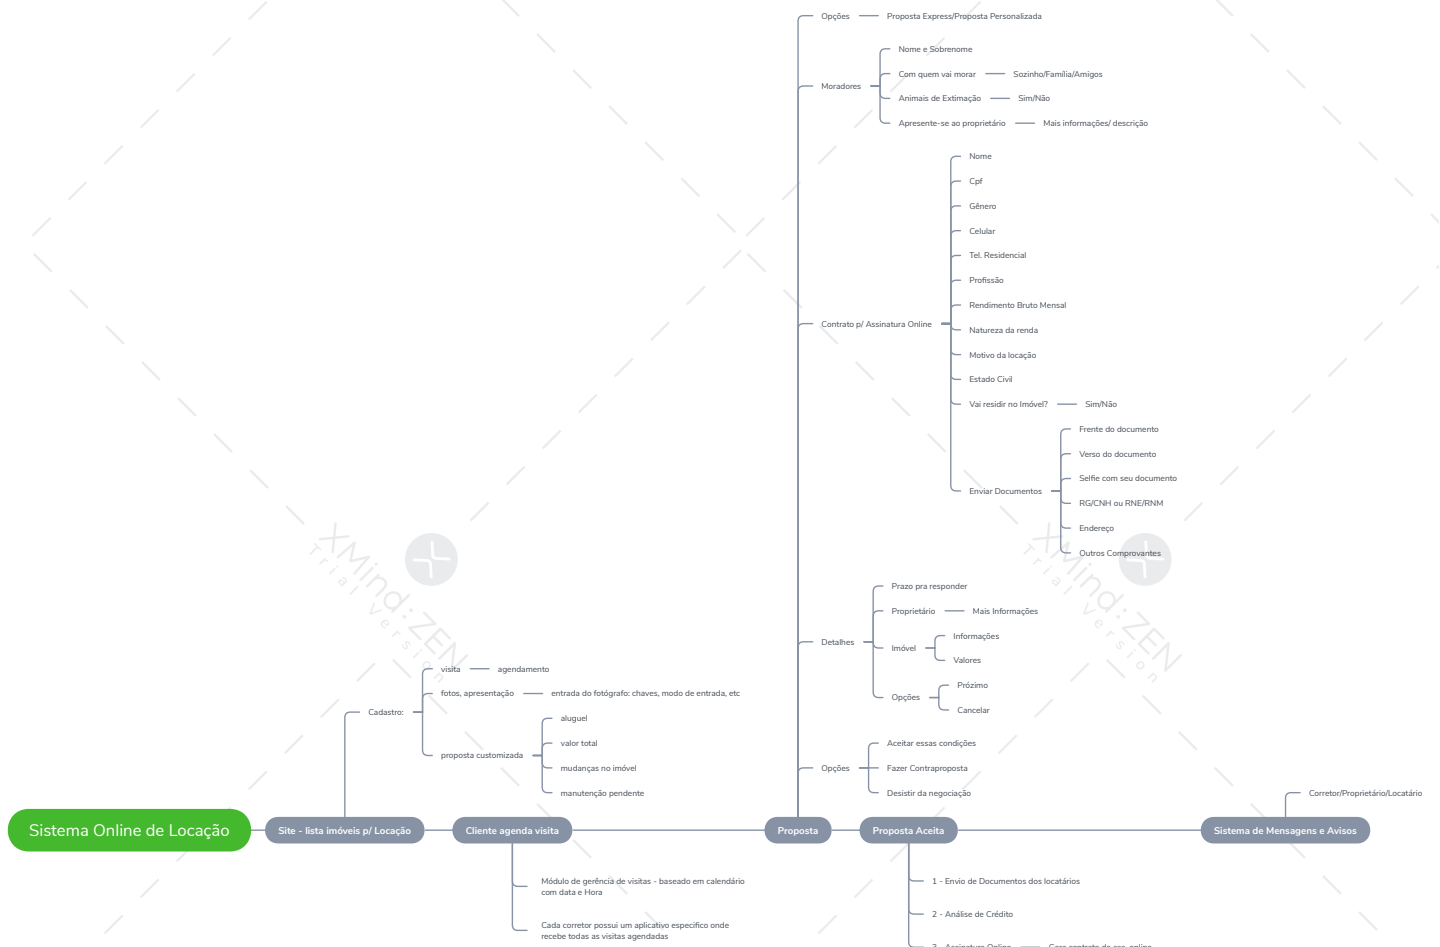 Opções
Proposta Express/Proposta Personalizada
Moradores
Nome e Sobrenome
Com quem vai morar
Sozinho/Família/Amigos
Animais de Extimação
Sim/Não
Apresente-se ao proprietário
Mais informações/ descrição
Contrato p/ Assinatura Online
Nome
Cpf
Gênero
Celular
Tel. Residencial
Profissão
Rendimento Bruto Mensal
Natureza da renda
Motivo da locação
Estado Civil
Vai residir no Imóvel?
Sim/Não
Enviar Documentos
Frente do documento
Verso do documento
Selfie com seu documento
RG/CNH ou RNE/RNM
Endereço
Outros Comprovantes
Detalhes
Prazo pra responder
Proprietário
Mais Informações
Imóvel
Informações
Valores
Opções
Prózimo
Cancelar
Opções
Aceitar essas condições
Fazer Contraproposta
Desistir da negociação
Cadastro:
visita
agendamento
fotos, apresentação
entrada do fotógrafo: chaves, modo de entrada, etc
proposta customizada
aluguel
valor total
mudanças no imóvel
manutenção pendente
Corretor/Proprietário/Locatário
Sistema Online de Locação
Site - lista imóveis p/ Locação
Cliente agenda visita
Proposta
Proposta Aceita
Sistema de Mensagens e Avisos
Módulo de gerência de visitas - baseado em calendário
com data e Hora
Cada corretor possui um aplicativo especifico onde
recebe todas as visitas agendadas
1 - Envio de Documentos dos locatários
2 - Análise de Crédito
3 - Assinatura Online
XMind:ZEN
Trial Version
XMind:ZEN
Trial Version